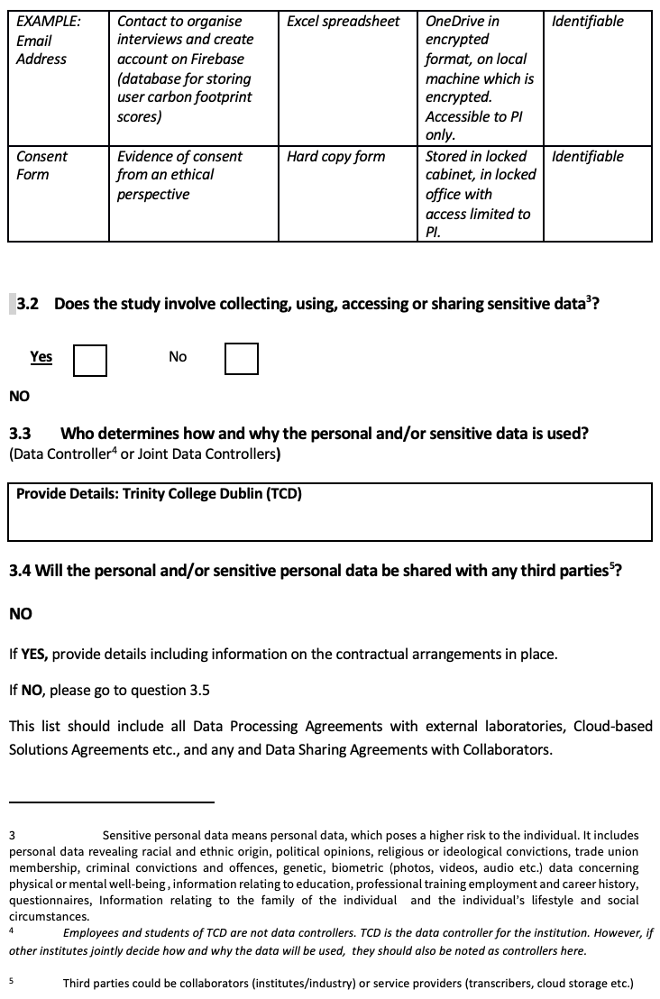 EXAMPLE: Contact to organise Excel spreadsheet OneDrive in Identifiable
Email interviews and create encrypted
Address account on Firebase format, on local
(database for storing machine which is
user carbon footprint encrypted.
scores) Accessible to PI
only.
Consent Evidence of consent Hard copy form Stored in locked Identifiable
Form from an ethical cabinet, in locked
perspective office with
access limited to
PI.
3.2 Does the study involve collecting, using, accessing or sharing sensitive data³?
Yes No
NO
3.3 Who determines how and why the personal and/or sensitive data is used?
(Data Controller⁴ or Joint Data Controllers)
Provide Details: Trinity College Dublin (TCD)
3.4 Will the personal and/or sensitive personal data be shared with any third parties⁵?
NO
If YES, provide details including information on the contractual arrangements in place.
If NO, please go to question 3.5
This list should include all Data Processing Agreements with external laboratories, Cloud-based
Solutions Agreements etc., and any and Data Sharing Agreements with Collaborators.
3 Sensitive personal data means personal data, which poses a higher risk to the individual. It includes
personal data revealing racial and ethnic origin, political opinions, religious or ideological convictions, trade union
membership, criminal convictions and offences, genetic, biometric (photos, videos, audio etc.) data concerning
physical or mental well-being , information relating to education, professional training employment and career history,
questionnaires, Information relating to the family of the individual and the individual's lifestyle and social
circumstances.
⁴ Employees and students of TCD are not data controllers. TCD is the data controller for the institution. However, if
other institutes jointly decide how and why the data will be used, they should also be noted as controllers here.
⁵ Third parties could be collaborators (institutes/industry) or service providers (transcribers, cloud storage etc.)